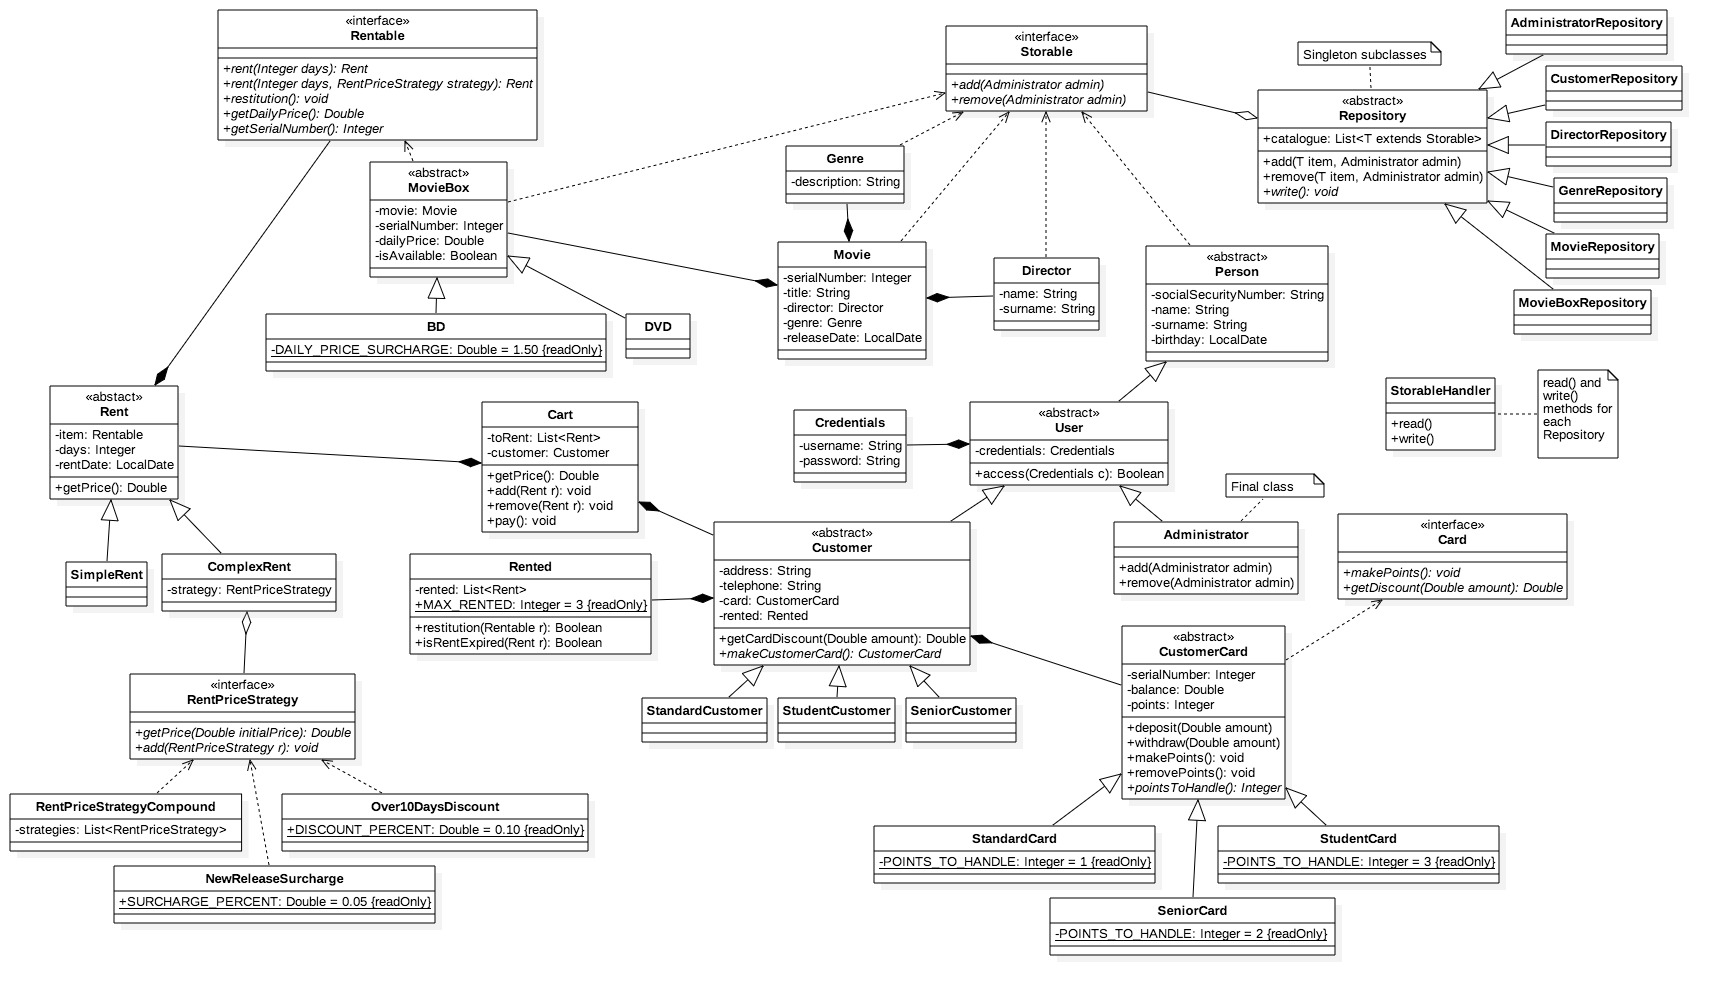 «interface»
Rentable
+rent(Integer days): Rent
+rent(Integer days, RentPriceStrategy strategy): Rent
+restitution(): void
+getDailyPrice(): Double
+getSerialNumber(): Integer
«interface»
Storable
+add(Administrator admin)
+remove(Administrator admin)
Singleton subclasses
«abstract»
Repository
+catalogue: List<T extends Storable>
+add(T item, Administrator admin)
+remove(T item, Administrator admin)
+write(): void
AdministratorRepository
CustomerRepository
DirectorRepository
GenreRepository
MovieRepository
MovieBoxRepository
«abstract»
MovieBox
-movie: Movie
-serialNumber: Integer
-dailyPrice: Double
-isAvailable: Boolean
Genre
-description: String
Movie
-serialNumber: Integer
-title: String
-director: Director
-genre: Genre
-releaseDate: LocalDate
Director
-name: String
-surname: String
«abstract»
Person
-socialSecurityNumber: String
-name: String
-surname: String
-birthday: LocalDate
BD
-DAILY_PRICE_SURCHARGE: Double = 1.50 {readOnly}
DVD
StorableHandler
+read()
+write()
read() and
write()
methods for
each
Repository
«abstact»
Rent
-item: Rentable
-days: Integer
-rentDate: LocalDate
+getPrice(): Double
Cart
-toRent: List<Rent>
-customer: Customer
+getPrice(): Double
+add(Rent r): void
+remove(Rent r): void
+pay(): void
Credentials
-username: String
-password: String
«abstract»
User
-credentials: Credentials
+access(Credentials c): Boolean
Final class
Administrator
+add(Administrator admin)
+remove(Administrator admin)
«interface»
Card
+makePoints(): void
+getDiscount(Double amount): Double
SimpleRent
ComplexRent
-strategy: RentPriceStrategy
Rented
-rented: List<Rent>
+MAX_RENTED: Integer = 3 {readOnly}
+restitution(Rentable r): Boolean
+isRentExpired(Rent r): Boolean
«abstract»
Customer
-address: String
-telephone: String
-card: CustomerCard
-rented: Rented
+getCardDiscount(Double amount): Double
+makeCustomerCard(): CustomerCard
StandardCustomer
StudentCustomer
SeniorCustomer
«abstract»
CustomerCard
-serialNumber: Integer
-balance: Double
-points: Integer
+deposit(Double amount)
+withdraw(Double amount)
+makePoints(): void
+removePoints(): void
+pointsToHandle(): Integer
«interface»
RentPriceStrategy
+getPrice(Double initialPrice): Double
+add(RentPriceStrategy r): void
RentPriceStrategyCompound
-strategies: List<RentPriceStrategy>
Over10DaysDiscount
+DISCOUNT_PERCENT: Double = 0.10 {readOnly}
NewReleaseSurcharge
+SURCHARGE_PERCENT: Double = 0.05 {readOnly}
StandardCard
-POINTS_TO_HANDLE: Integer = 1 {readOnly}
StudentCard
-POINTS_TO_HANDLE: Integer = 3 {readOnly}
SeniorCard
-POINTS_TO_HANDLE: Integer = 2 {readOnly}